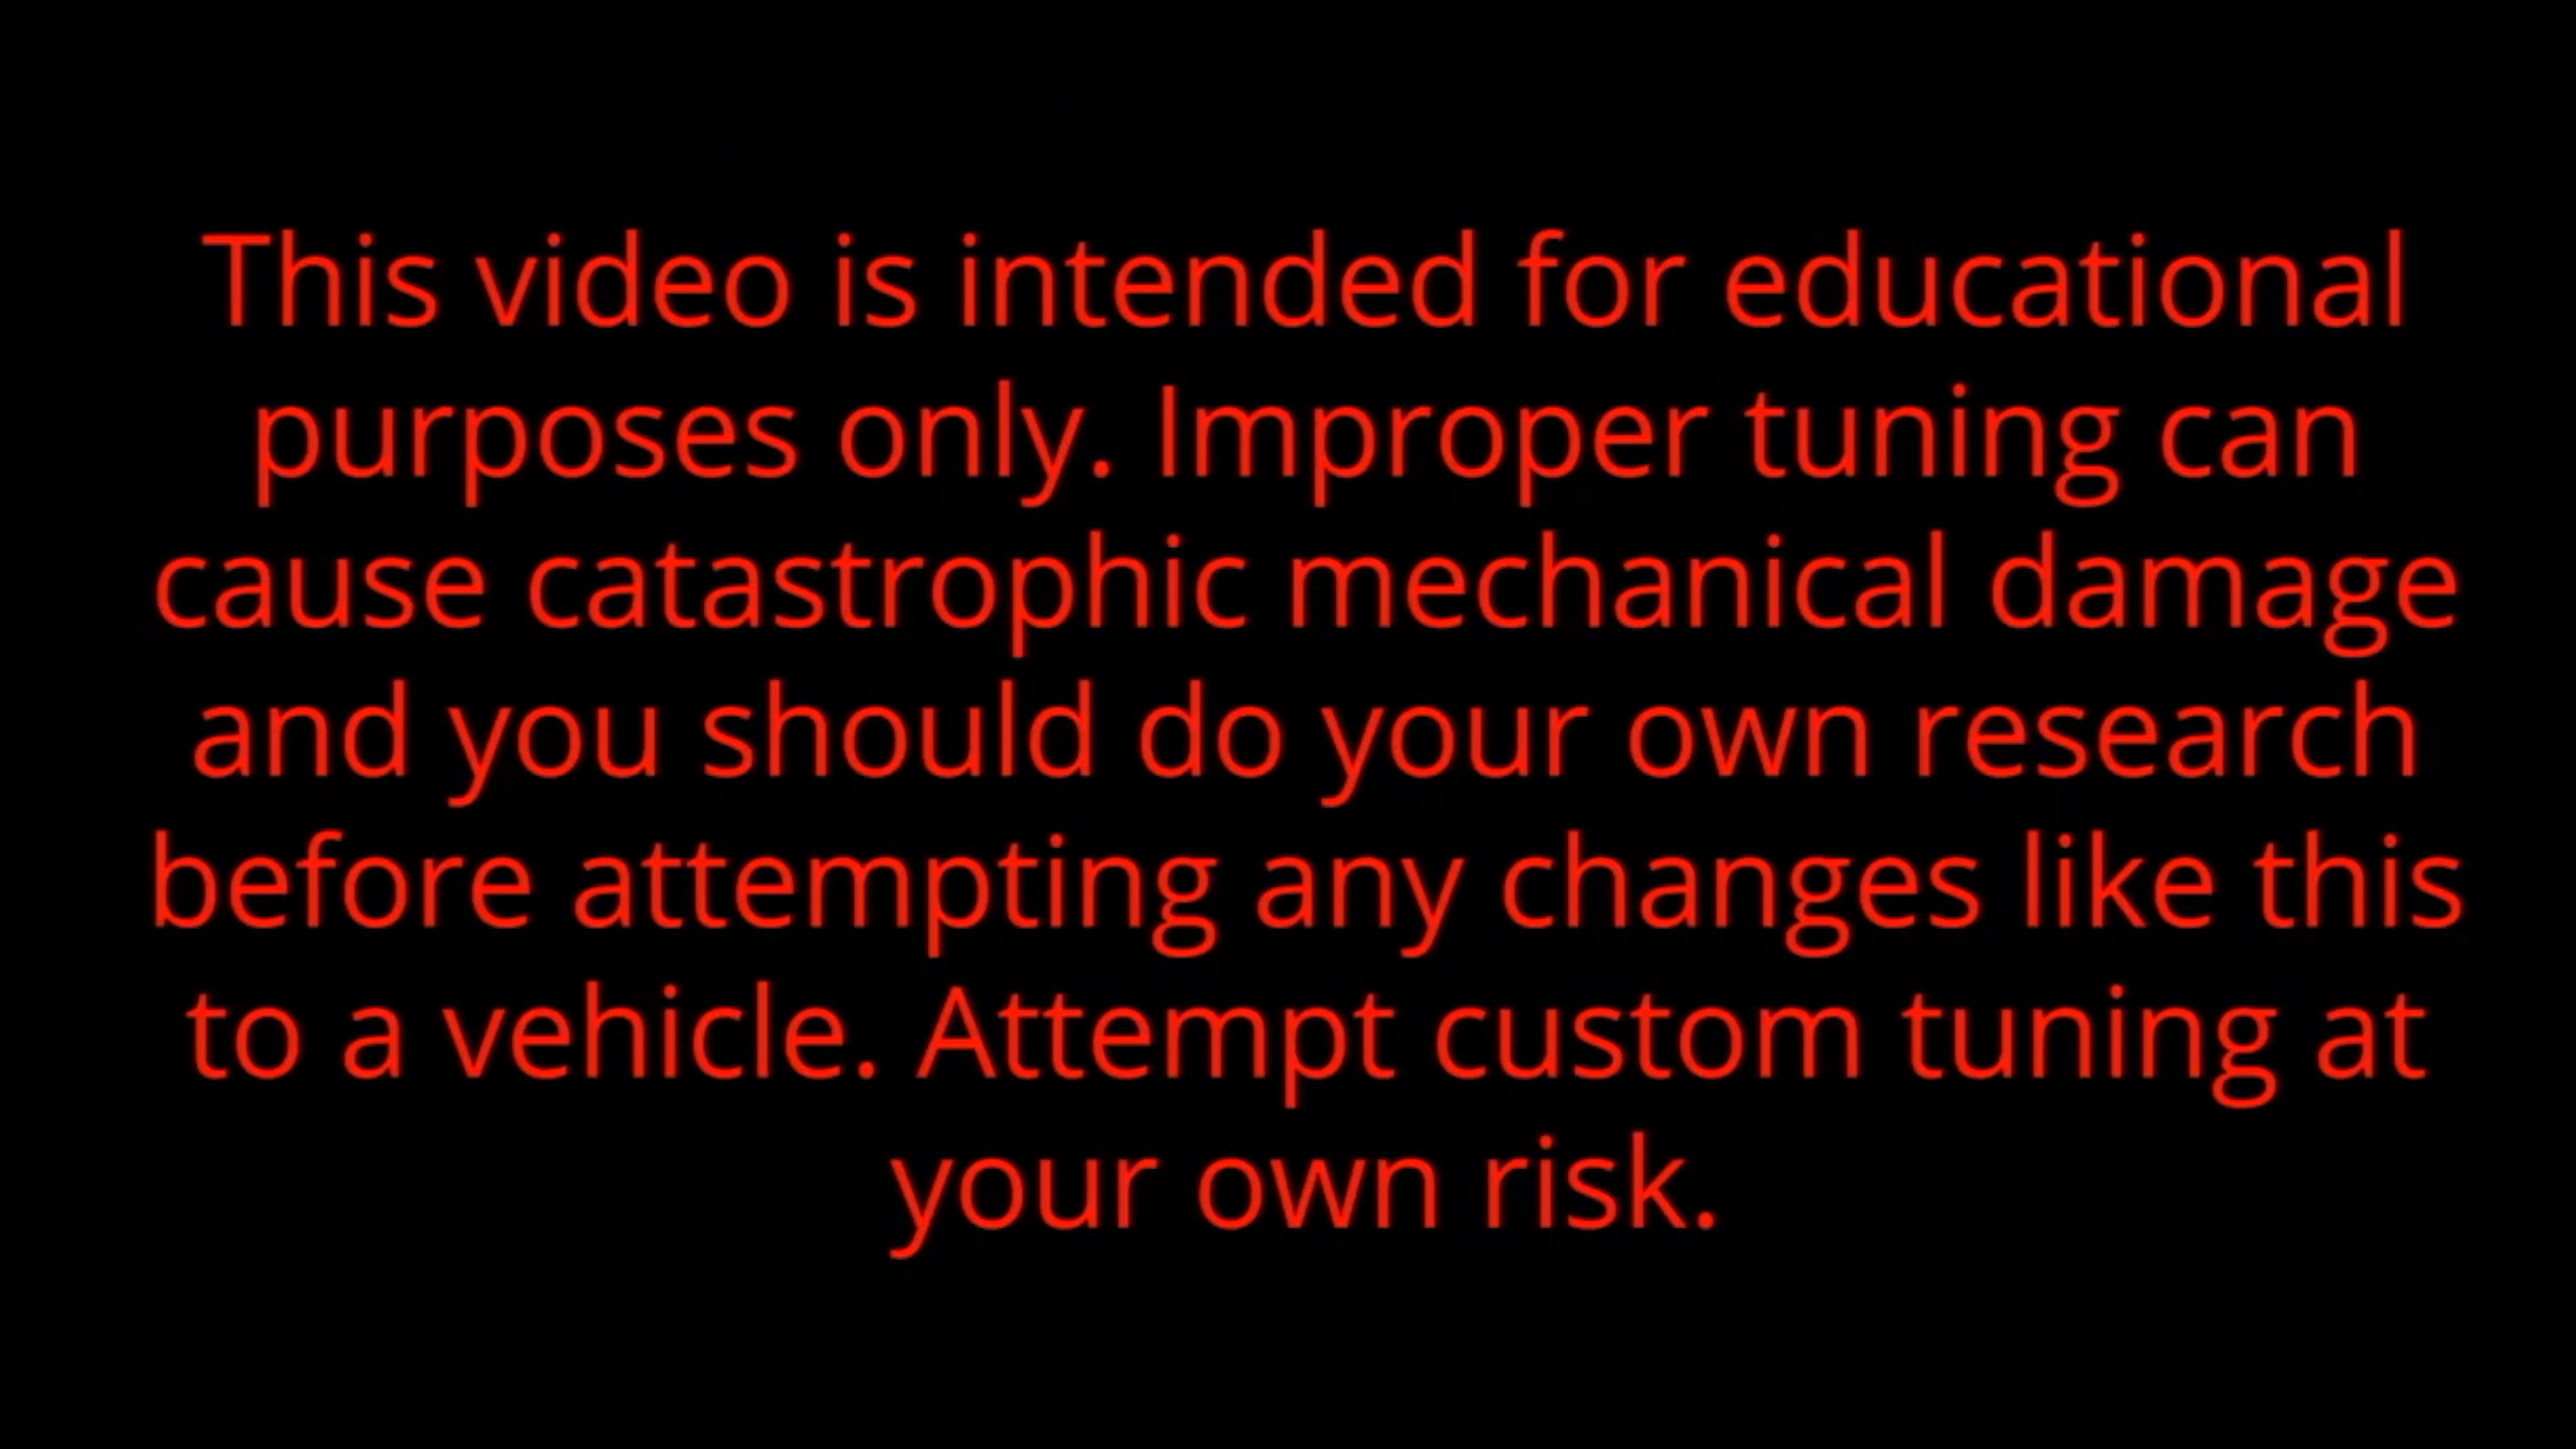 This video is intended for educational
purposes only. Improper tuning can
cause catastrophic mechanical damage
and you should do your own research
before attempting any changes like this
to a vehicle. Attempt custom tuning at
your own risk.